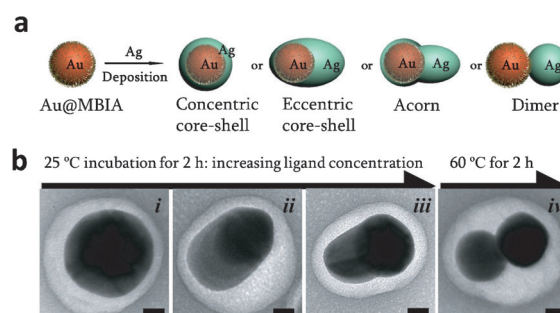 a
Au
Ag
Deposition
Au@MBIA
Au
Ag
Concentric
core-shell
or
Au
Ag
Eccentric
core-shell
or
Au
Ag
Acorn
or
Au
Ag
Dimer
b
25 ºC incubation for 2 h: increasing ligand concentration
60 ºC for 2 h
i
ii
iii
iv